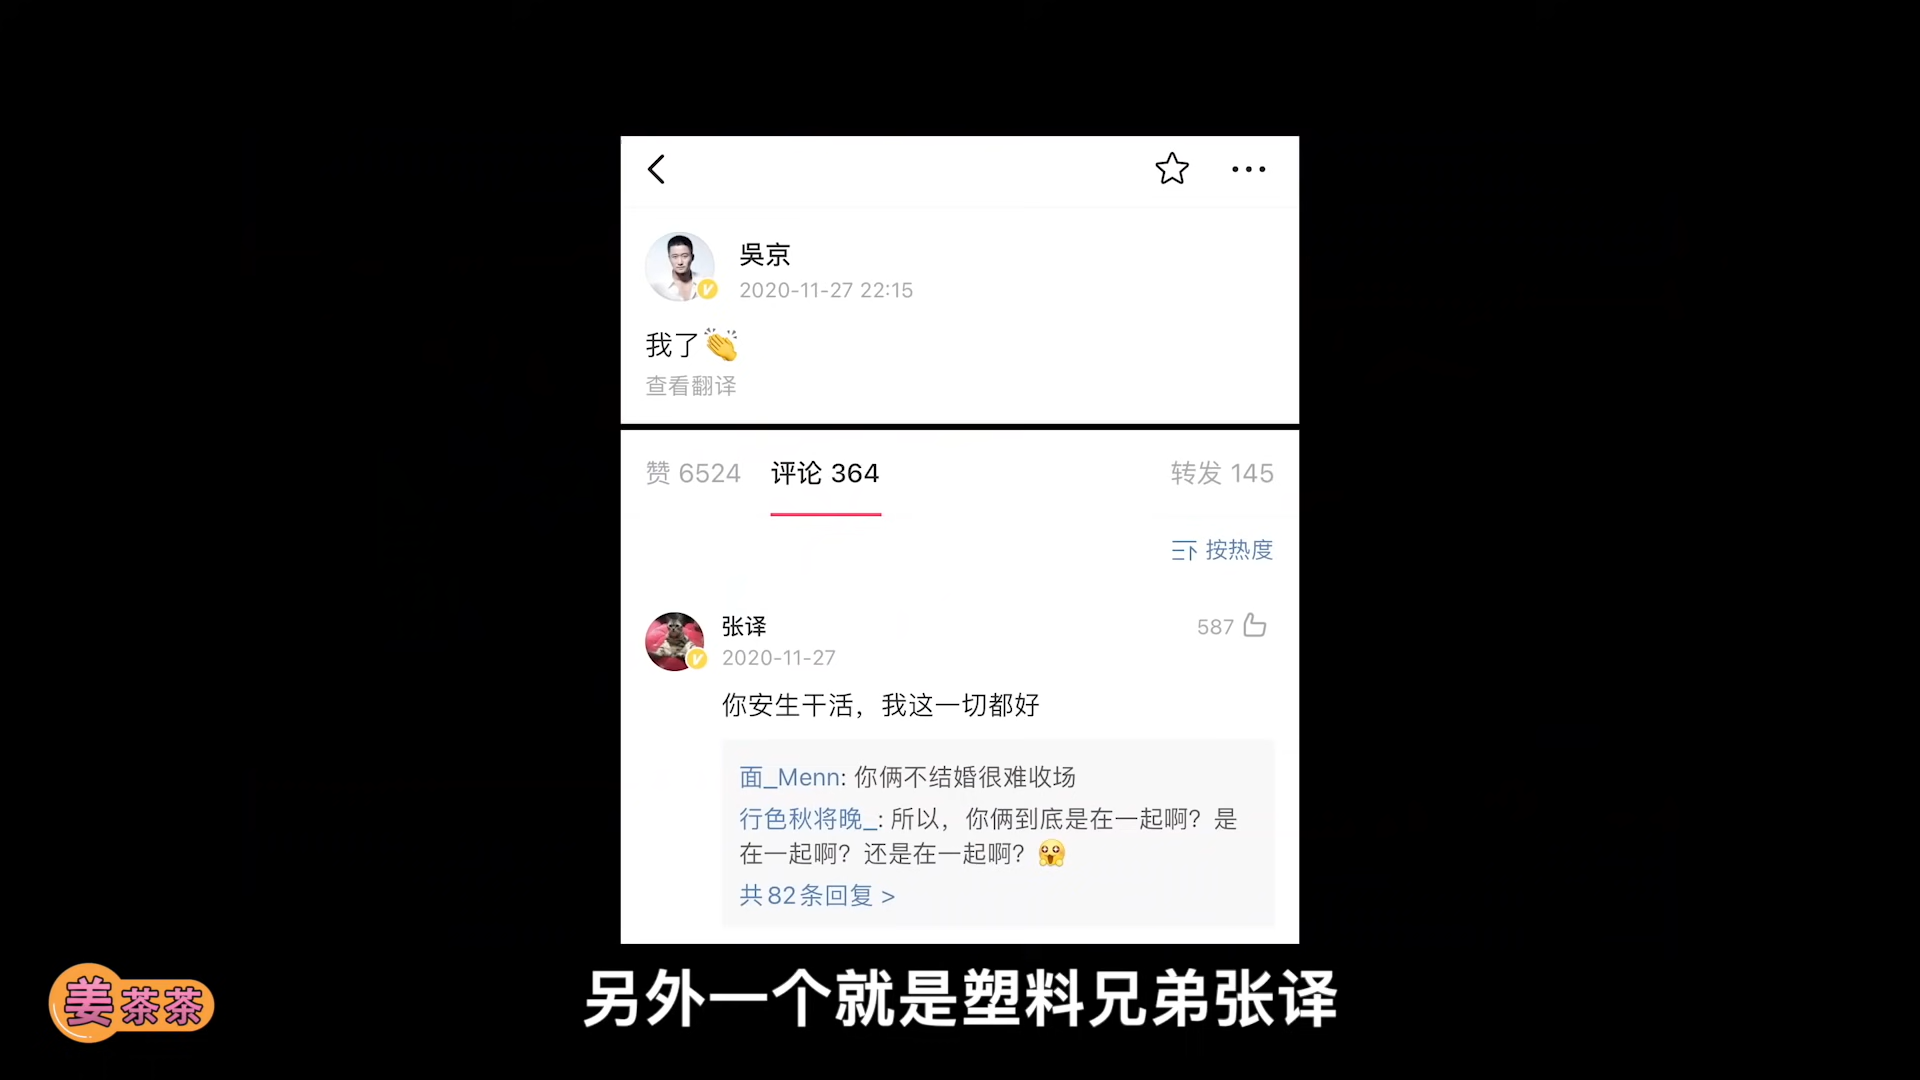 吳京
2020-11-27 22:15
我了👏
查看翻译
赞 6524 评论 364 转发 145
按热度
张译
587
2020-11-27
你安生干活，我这一切都好
面_Menn: 你俩不结婚很难收场
行色秋将晚_: 所以，你俩到底是在一起啊？是
在一起啊？还是在一起啊？🤩
共82条回复 >
另外一个就是塑料兄弟张译
姜茶茶